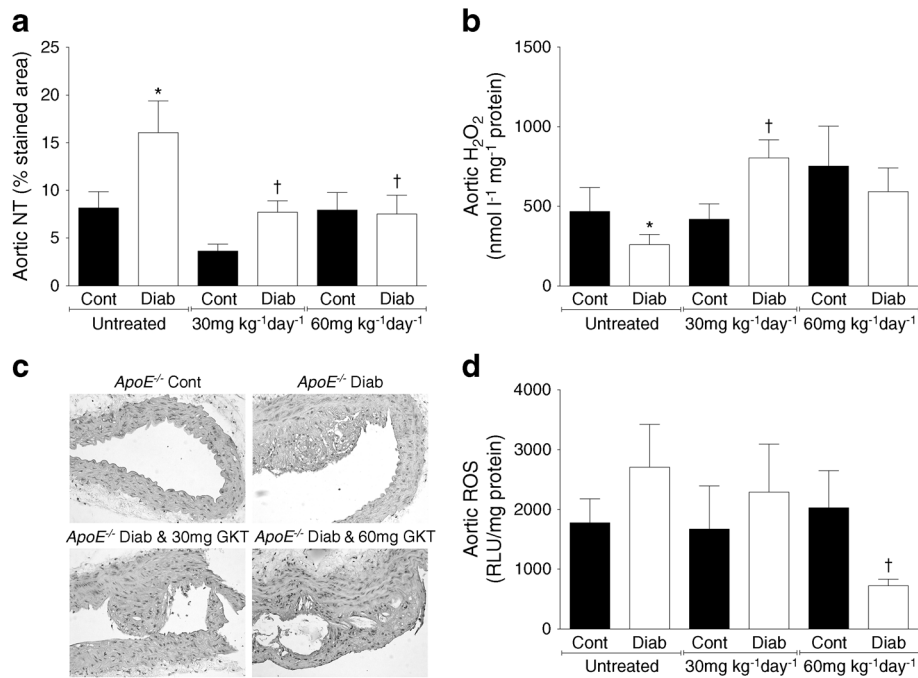 a
Aortic NT (% stained area)
25
20
15
10
5
0
*
†
†
Cont Diab Cont Diab Cont Diab
Untreated 30mg kg⁻¹day⁻¹ 60mg kg⁻¹day⁻¹
b
Aortic H₂O₂
(nmol l⁻¹ mg⁻¹ protein)
1500
1000
500
0
*
†
Cont Diab Cont Diab Cont Diab
Untreated 30mg kg⁻¹day⁻¹ 60mg kg⁻¹day⁻¹
c
ApoE⁻/⁻ Cont ApoE⁻/⁻ Diab
ApoE⁻/⁻ Diab & 30mg GKT ApoE⁻/⁻ Diab & 60mg GKT
d
Aortic ROS
(RLU/mg protein)
4000
3000
2000
1000
0
†
Cont Diab Cont Diab Cont Diab
Untreated 30mg kg⁻¹day⁻¹ 60mg kg⁻¹day⁻¹